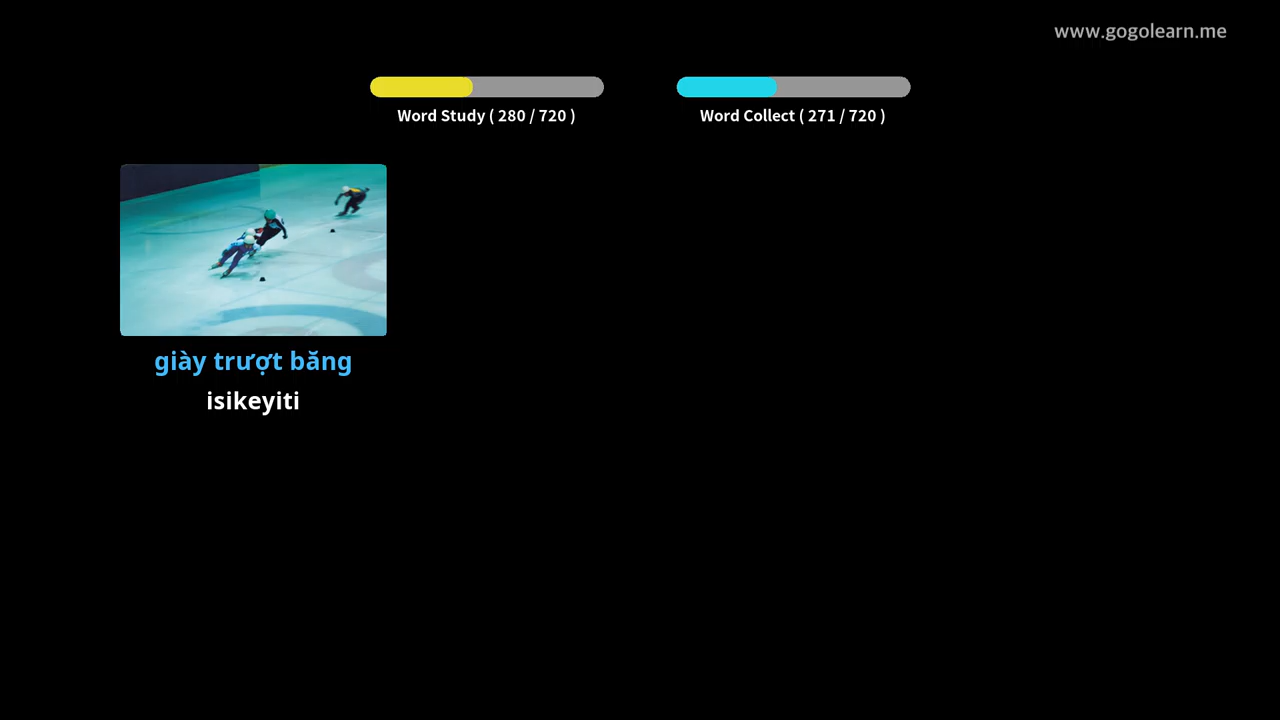 www.gogolearn.me
Word Study ( 280 / 720 )
Word Collect ( 271 / 720 )
giày trượt băng
isikeyiti